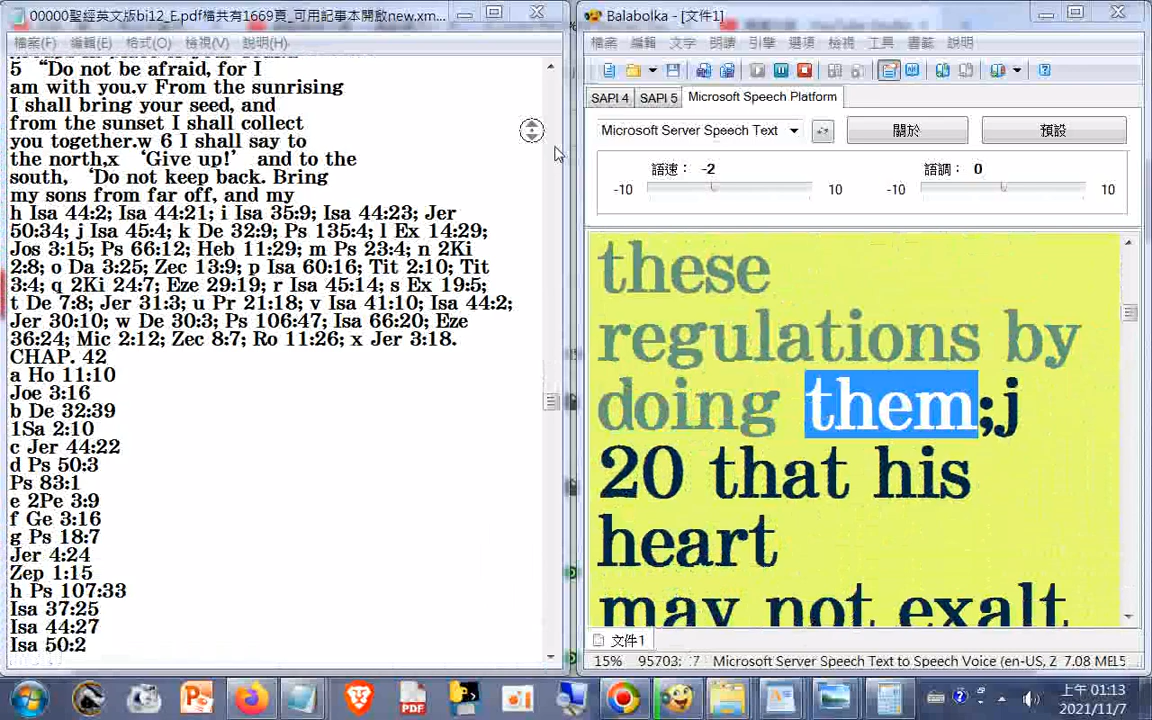 00000聖經英文版bi12_E.pdf檔共有1669頁_可用記事本開啟new.xm...
檔案(F) 編輯(E) 格式(O) 檢視(V) 說明(H)
5 “Do not be afraid, for I
am with you.v From the sunrising
I shall bring your seed, and
from the sunset I shall collect
you together.w 6 I shall say to
the north,x ‘Give up!’ and to the
south, ‘Do not keep back. Bring
my sons from far off, and my
h Isa 44:2; Isa 44:21; i Isa 35:9; Isa 44:23; Jer
50:34; j Isa 45:4; k De 32:9; Ps 135:4; l Ex 14:29;
Jos 3:15; Ps 66:12; Heb 11:29; m Ps 23:4; n 2Ki
2:8; o Da 3:25; Zec 13:9; p Isa 60:16; Tit 2:10; Tit
3:4; q 2Ki 24:7; Eze 29:19; r Isa 45:14; s Ex 19:5;
t De 7:8; Jer 31:3; u Pr 21:18; v Isa 41:10; Isa 44:2;
Jer 30:10; w De 30:3; Ps 106:47; Isa 66:20; Eze
36:24; Mic 2:12; Zec 8:7; Ro 11:26; x Jer 3:18.
CHAP. 42
a Ho 11:10
Joe 3:16
b De 32:39
1Sa 2:10
c Jer 44:22
d Ps 50:3
Ps 83:1
e 2Pe 3:9
f Ge 3:16
g Ps 18:7
Jer 4:24
Zep 1:15
h Ps 107:33
Isa 37:25
Isa 44:27
Isa 50:2
Balabolka - [文件1]
檔案 編輯 文字 朗讀 引擎 選項 檢視 工具 書籤 說明
SAPI 4 SAPI 5 Microsoft Speech Platform
Microsoft Server Speech Text 關於 預設
語速： -2 語調： 0
-10 10 -10 10
these
regulations by
doing them;j
20 that his
heart
may not exalt
文件1
15% 95703: Microsoft Server Speech Text to Speech Voice (en-US, Z 7.08 МЕБ
上午 01:13
2021/11/7